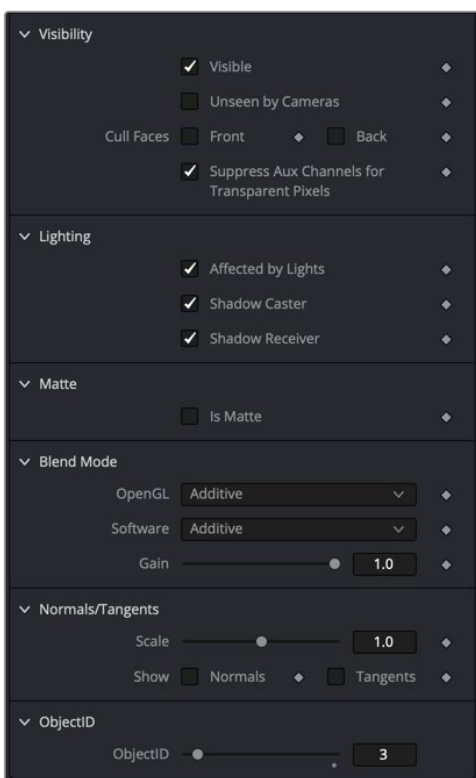 Visibility
Visible
Unseen by Cameras
Cull Faces Front Back
Suppress Aux Channels for
Transparent Pixels
Lighting
Affected by Lights
Shadow Caster
Shadow Receiver
Matte
Is Matte
Blend Mode
OpenGL Additive
Software Additive
Gain 1.0
Normals/Tangents
Scale 1.0
Show Normals Tangents
ObjectID
ObjectID 3